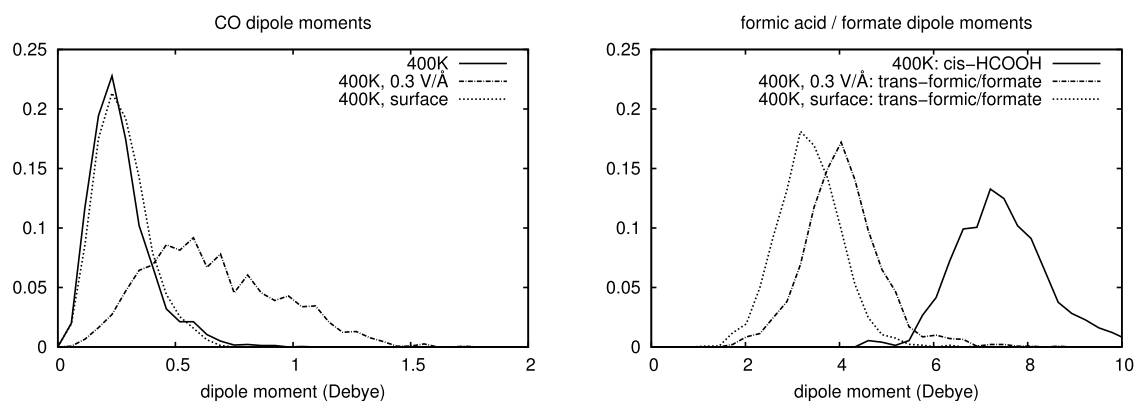 CO dipole moments
0.25
0.2
0.15
0.1
0.05
0
0 0.5 1 1.5 2
400K
400K, 0.3 V/Å
400K, surface
dipole moment (Debye)
formic acid / formate dipole moments
0.25
0.2
0.15
0.1
0.05
0
0 2 4 6 8 10
400K: cis−HCOOH
400K, 0.3 V/Å: trans−formic/formate
400K, surface: trans−formic/formate
dipole moment (Debye)